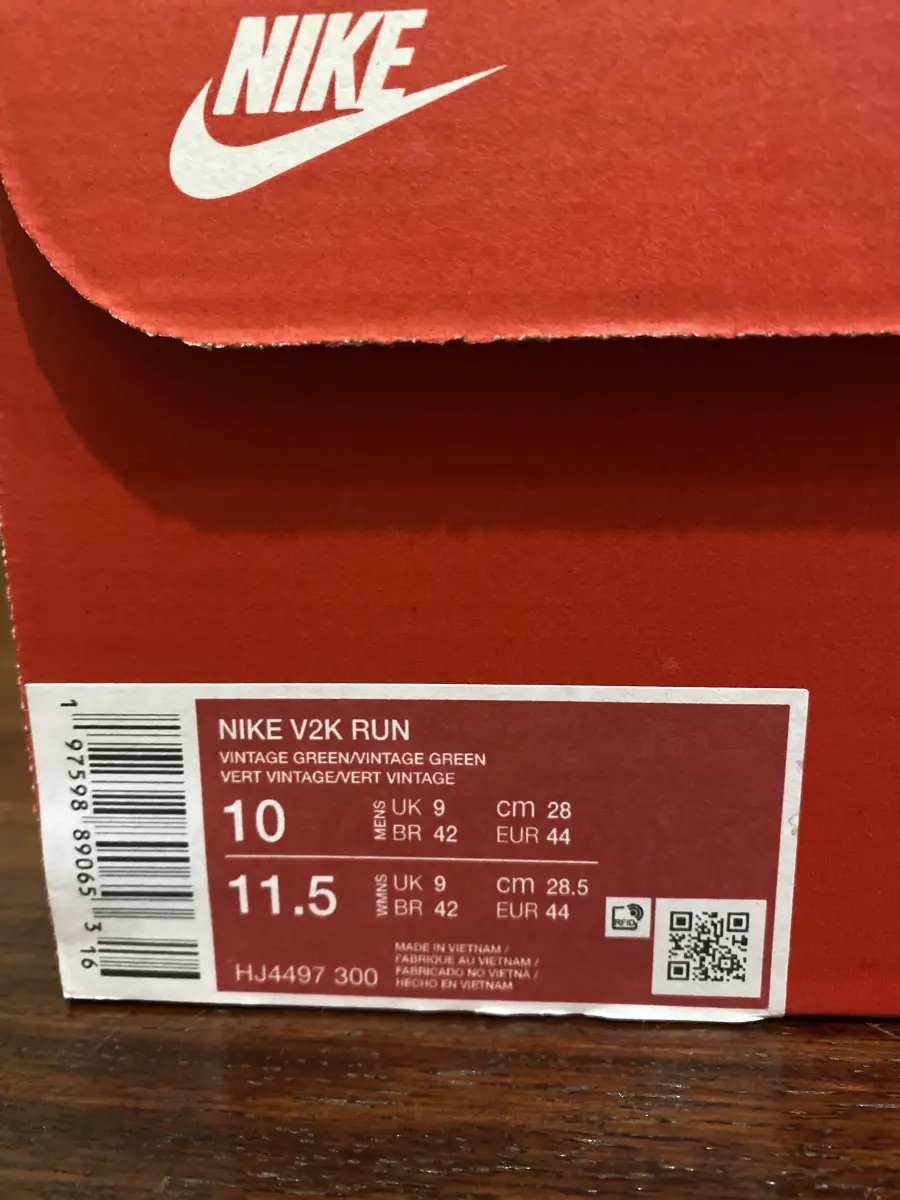 NIKE
1 97598 89065 3 16
NIKE V2K RUN
VINTAGE GREEN/VINTAGE GREEN
VERT VINTAGE/VERT VINTAGE
10 MENS UK 9 cm 28
BR 42 EUR 44
11.5 WMNS UK 9 cm 28.5
BR 42 EUR 44
RFID
HJ4497 300
MADE IN VIETNAM /
FABRIQUE AU VIETNAM /
FABRICADO NO VIETNA /
HECHO EN VIETNAM